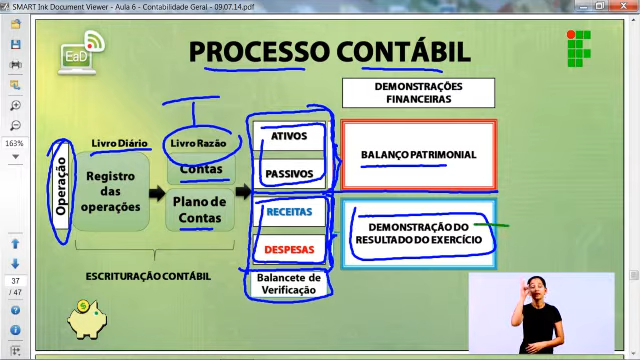 SMART Ink Document Viewer - Aula 6 - Contabilidade Geral - 09.07.14.pdf
EaD
PROCESSO CONTÁBIL
DEMONSTRAÇÕES
FINANCEIRAS
163%
Operação
Livro Diário
Registro
das
operações
Livro Razão
Contas
Plano de
Contas
ATIVOS
PASSIVOS
RECEITAS
DESPESAS
Balancete de
Verificação
BALANÇO PATRIMONIAL
DEMONSTRAÇÃO DO
RESULTADO DO EXERCÍCIO
ESCRITURAÇÃO CONTÁBIL
37
/ 47
$